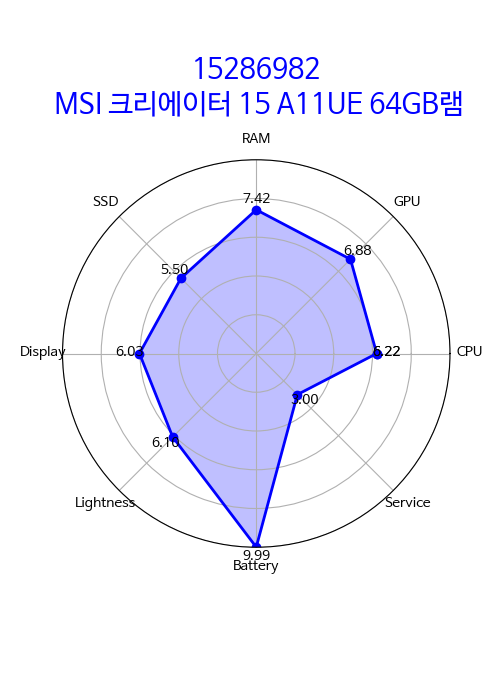 15286982
MSI 크리에이터 15 A11UE 64GB램
RAM
SSD
GPU
7.42
6.88
5.50
Display
6.03
6.22
CPU
3.00
6.10
Lightness
Service
9.99
Battery